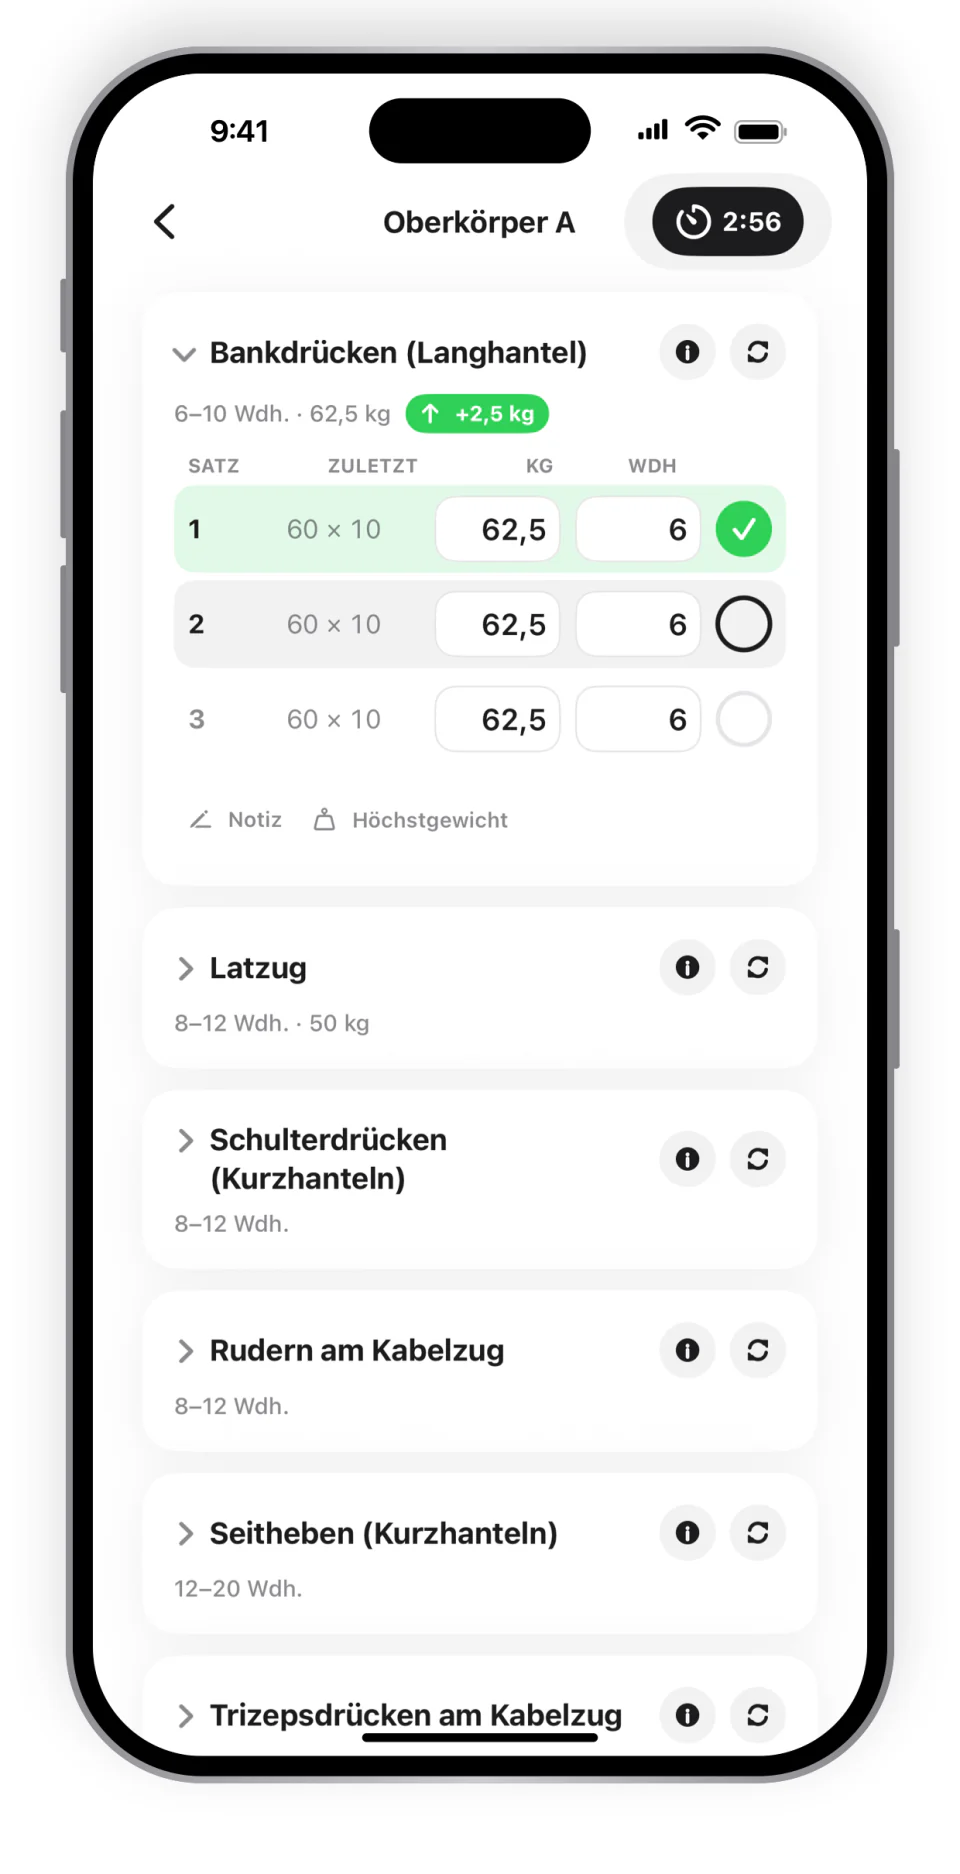 9:41
Oberkörper A
2:56
Bankdrücken (Langhantel)
6–10 Wdh. · 62,5 kg +2,5 kg
SATZ ZULETZT KG WDH
1 60 × 10 62,5 6
2 60 × 10 62,5 6
3 60 × 10 62,5 6
Notiz Höchstgewicht
Latzug
8–12 Wdh. · 50 kg
Schulterdrücken
(Kurzhanteln)
8–12 Wdh.
Rudern am Kabelzug
8–12 Wdh.
Seitheben (Kurzhanteln)
12–20 Wdh.
Trizepsdrücken am Kabelzug